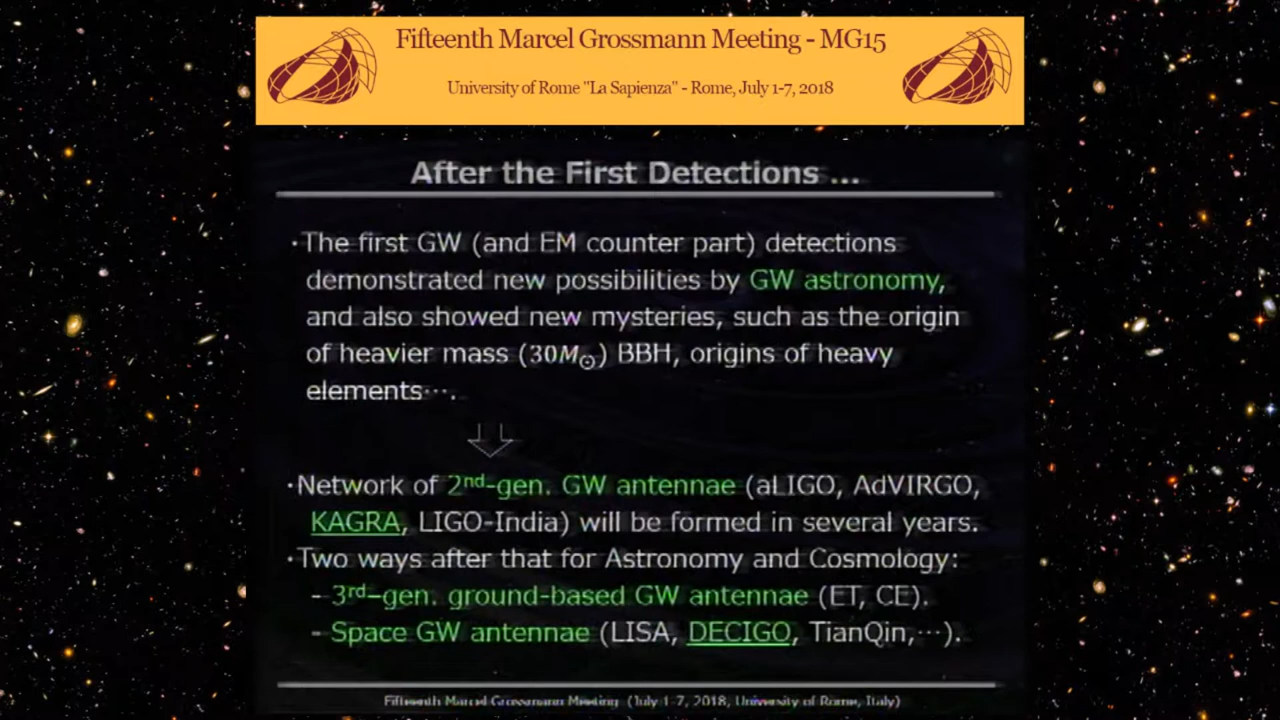 Fifteenth Marcel Grossmann Meeting - MG15
University of Rome "La Sapienza" - Rome, July 1-7, 2018
After the First Detections ...
・The first GW (and EM counter part) detections
demonstrated new possibilities by GW astronomy,
and also showed new mysteries, such as the origin
of heavier mass (30M☉) BBH, origins of heavy
elements….
・Network of 2nd-gen. GW antennae (aLIGO, AdVIRGO,
KAGRA, LIGO-India) will be formed in several years.
・Two ways after that for Astronomy and Cosmology:
- 3rd-gen. ground-based GW antennae (ET, CE).
- Space GW antennae (LISA, DECIGO, TianQin,…).
Fifteenth Marcel Grossmann Meeting (July 1-7, 2018, University of Rome, Italy)